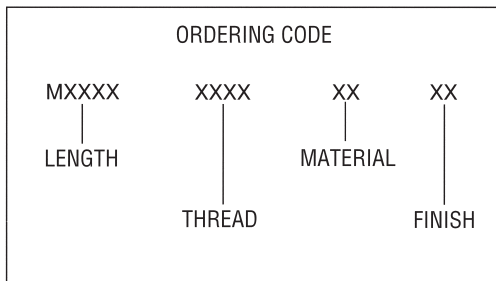 ORDERING CODE
MXXXX XXXX XX XX
LENGTH MATERIAL
THREAD FINISH